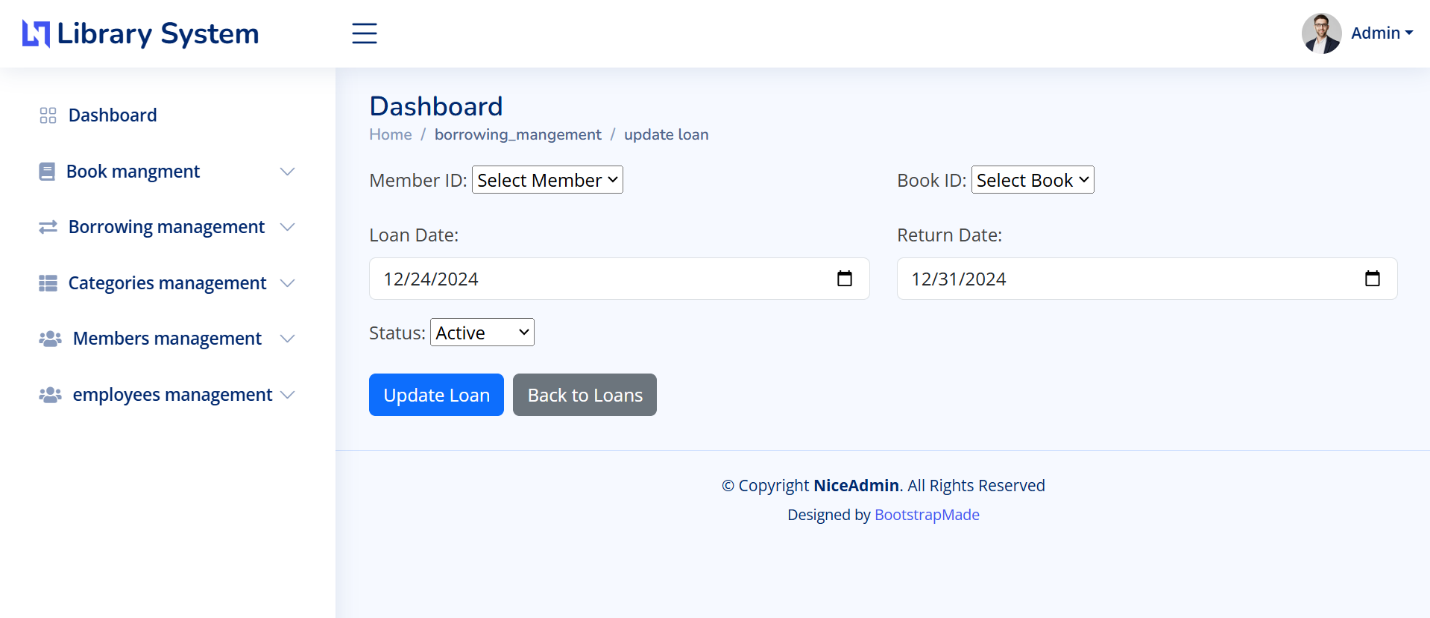 Library System
Admin
Dashboard
Book mangment
Borrowing management
Categories management
Members management
employees management
Dashboard
Home / borrowing_mangement / update loan
Member ID: Select Member
Book ID: Select Book
Loan Date:
Return Date:
12/24/2024
12/31/2024
Status: Active
Update Loan
Back to Loans
© Copyright NiceAdmin. All Rights Reserved
Designed by BootstrapMade